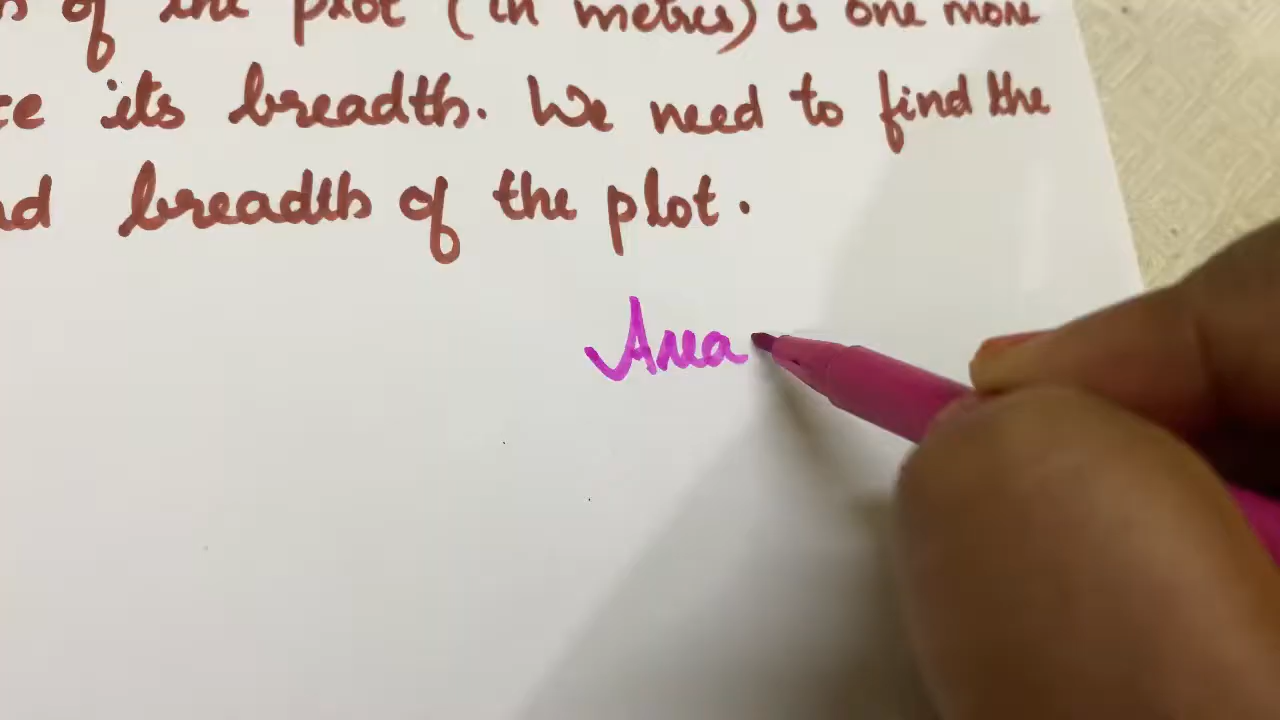 of the plot (in metres) is one more
its breadth. We need to find the
breadth of the plot.
Area